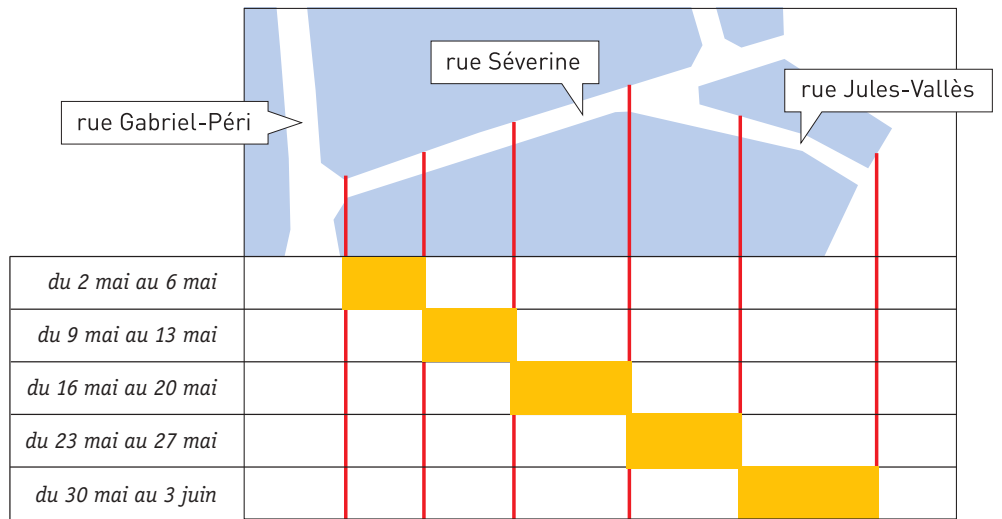 rue Séverine
rue Jules-Vallès
rue Gabriel-Péri
du 2 mai au 6 mai
du 9 mai au 13 mai
du 16 mai au 20 mai
du 23 mai au 27 mai
du 30 mai au 3 juin